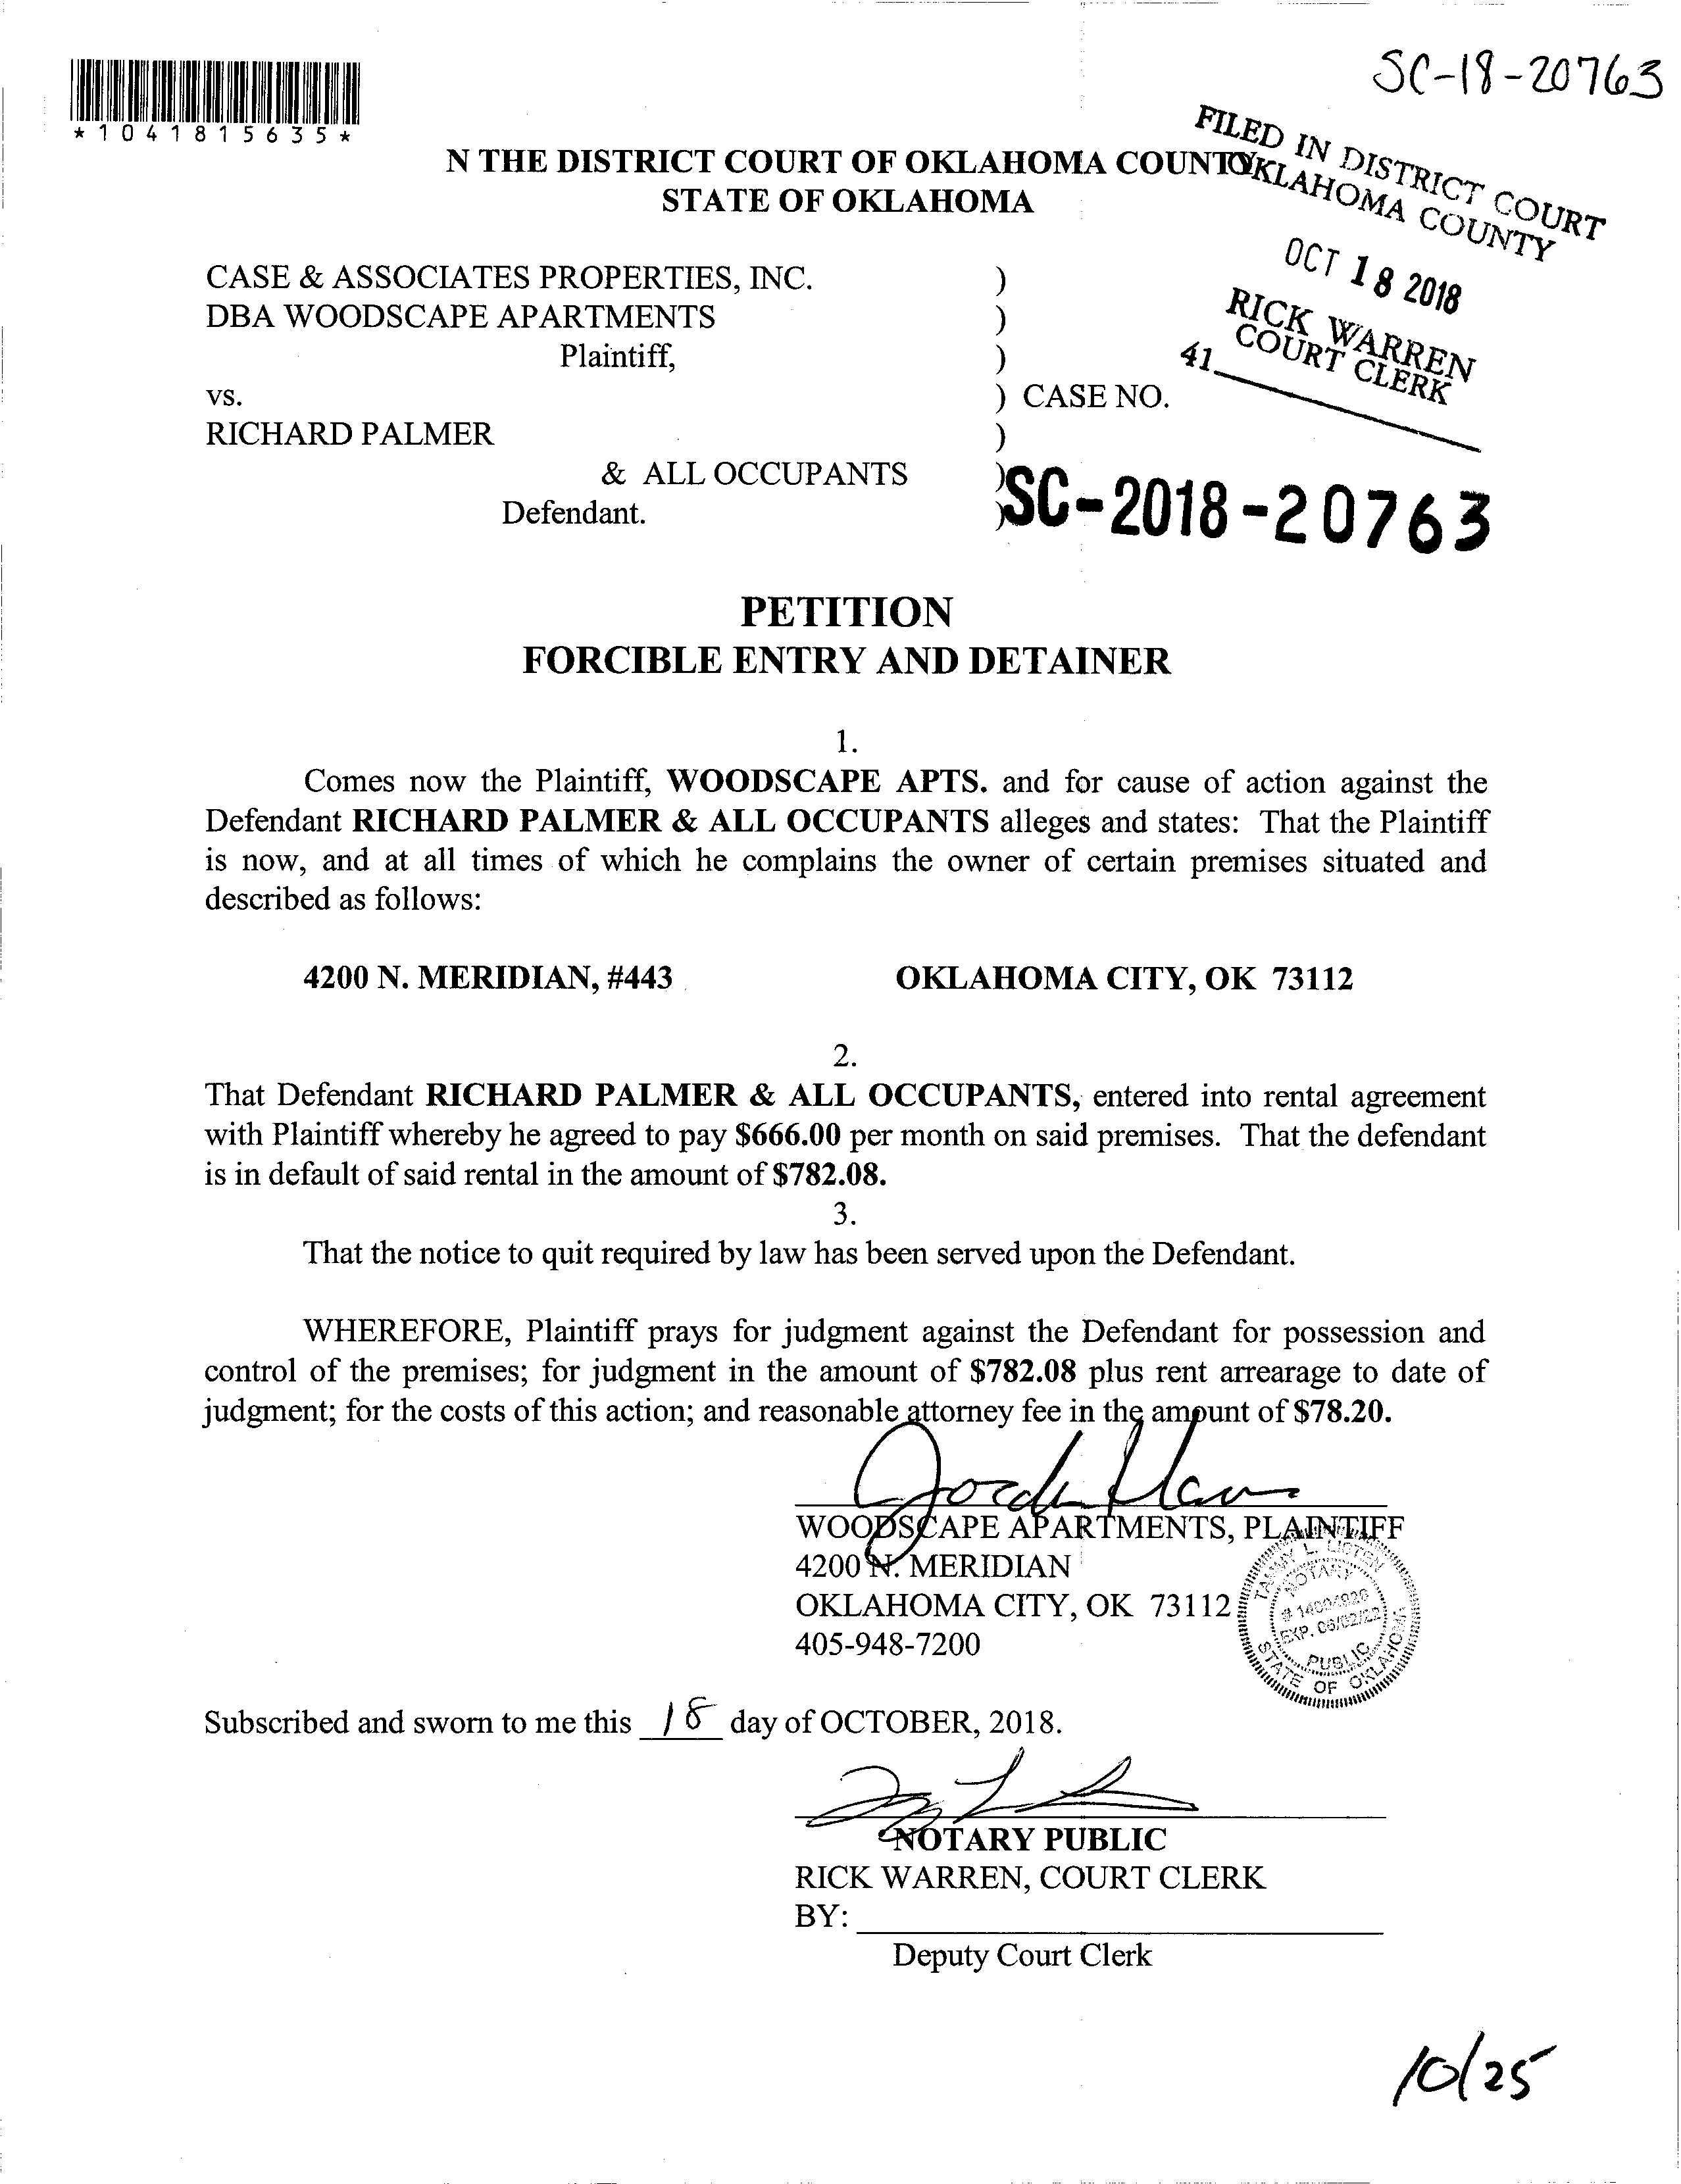 SC-18-20763
*1041815635*
FILED IN DISTRICT COURT
OKLAHOMA COUNTY
OCT 18 2018
RICK WARREN
COURT CLERK
41
N THE DISTRICT COURT OF OKLAHOMA COUNTY
STATE OF OKLAHOMA
CASE & ASSOCIATES PROPERTIES, INC. )
DBA WOODSCAPE APARTMENTS )
Plaintiff, )
vs. ) CASE NO.
RICHARD PALMER )
& ALL OCCUPANTS )
Defendant. )
SC-2018-20763
PETITION
FORCIBLE ENTRY AND DETAINER
1.
Comes now the Plaintiff, WOODSCAPE APTS. and for cause of action against the
Defendant RICHARD PALMER & ALL OCCUPANTS alleges and states: That the Plaintiff
is now, and at all times of which he complains the owner of certain premises situated and
described as follows:
4200 N. MERIDIAN, #443 OKLAHOMA CITY, OK 73112
2.
That Defendant RICHARD PALMER & ALL OCCUPANTS, entered into rental agreement
with Plaintiff whereby he agreed to pay $666.00 per month on said premises. That the defendant
is in default of said rental in the amount of $782.08.
3.
That the notice to quit required by law has been served upon the Defendant.
WHEREFORE, Plaintiff prays for judgment against the Defendant for possession and
control of the premises; for judgment in the amount of $782.08 plus rent arrearage to date of
judgment; for the costs of this action; and reasonable attorney fee in the amount of $78.20.
WOODSCAPE APARTMENTS, PLAINTIFF
4200 N. MERIDIAN
OKLAHOMA CITY, OK 73112
405-948-7200
TAMMY L. LISTEN
NOTARY
EXP. 06/02/22
PUBLIC
STATE OF OKLAHOMA
Subscribed and sworn to me this 18 day of OCTOBER, 2018.
NOTARY PUBLIC
RICK WARREN, COURT CLERK
BY:
Deputy Court Clerk
10/25